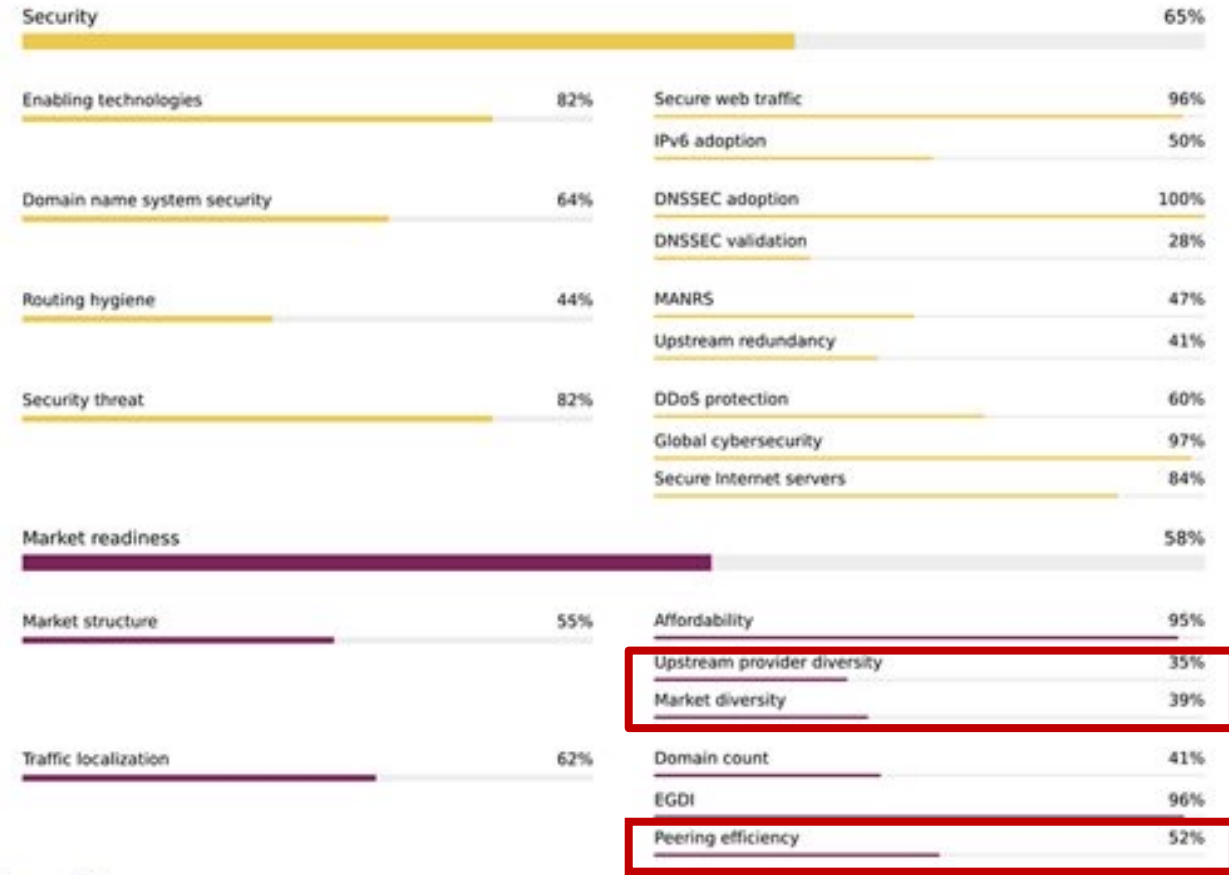 Security 65%
Enabling technologies 82%
Secure web traffic 96%
IPv6 adoption 50%
Domain name system security 64%
DNSSEC adoption 100%
DNSSEC validation 28%
Routing hygiene 44%
MANRS 47%
Upstream redundancy 41%
Security threat 82%
DDoS protection 60%
Global cybersecurity 97%
Secure Internet servers 84%
Market readiness 58%
Market structure 55%
Affordability 95%
Upstream provider diversity 35%
Market diversity 39%
Traffic localization 62%
Domain count 41%
EGDI 96%
Peering efficiency 52%